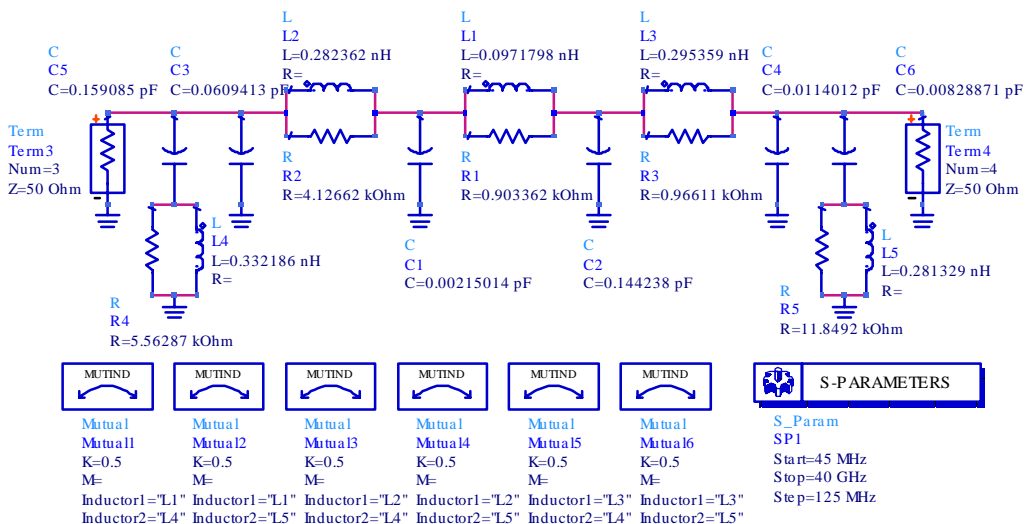 C
C5
C=0.159085 pF
C
C3
C=0.0609413pF
L
L2
L=0.282362 nH
R=
L
L1
L=0.0971798 nH
R=
L
L3
L=0.295359 nH
R=
C
C4
C=0.0114012 pF
C
C6
C=0.00828871 pF
Term
Term3
Num=3
Z=50 Ohm
R
R2
R=4.12662 kOhm
R
R1
R=0.903362 kOhm
R
R3
R=0.96611 kOhm
Term
Term4
Num=4
Z=50 Ohm
L
L4
L=0.332186 nH
R=
R
R4
R=5.56287 kOhm
C
C1
C=0.00215014 pF
C
C2
C=0.144238 pF
L
L5
L=0.281329 nH
R=
R
R5
R=11.8492 kOhm
MUTIND
Mutual
Mutual1
K=0.5
M=
Inductor1="L1"
Inductor2="L4"
MUTIND
Mutual
Mutual2
K=0.5
M=
Inductor1="L1"
Inductor2="L5"
MUTIND
Mutual
Mutual3
K=0.5
M=
Inductor1="L2"
Inductor2="L4"
MUTIND
Mutual
Mutual4
K=0.5
M=
Inductor1="L2"
Inductor2="L5"
MUTIND
Mutual
Mutual5
K=0.5
M=
Inductor1="L3"
Inductor2="L4"
MUTIND
Mutual
Mutual6
K=0.5
M=
Inductor1="L3"
Inductor2="L5"
S-PARAMETERS
S_Param
SP1
Start=45 MHz
Stop=40 GHz
Step=125 MHz